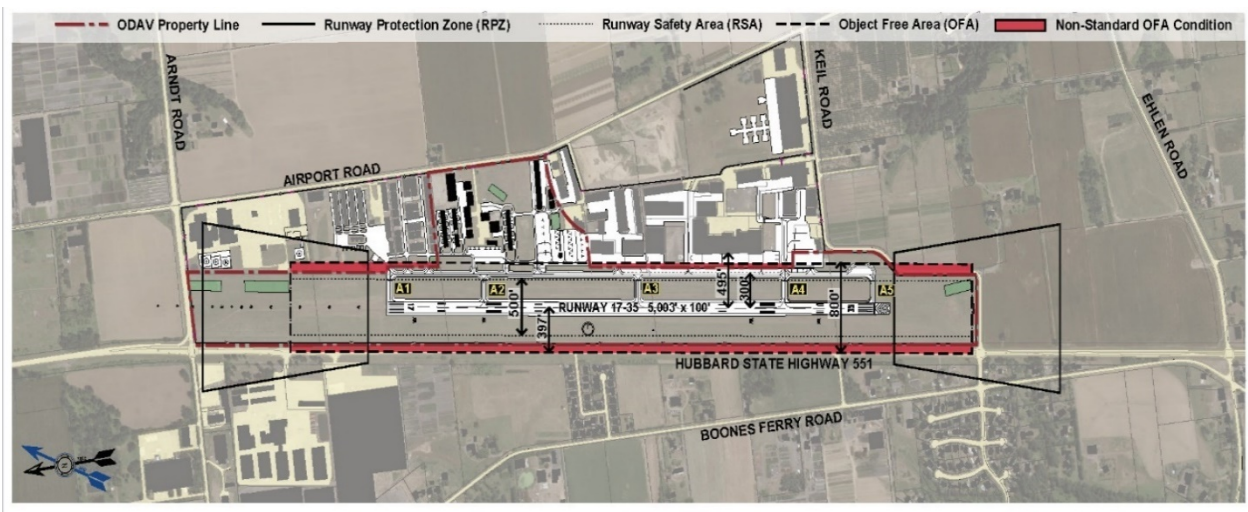 ODAV Property Line
Runway Protection Zone (RPZ)
Runway Safety Area (RSA)
Object Free Area (OFA)
Non-Standard OFA Condition
ARNDT ROAD
KEIL ROAD
EHLEN ROAD
AIRPORT ROAD
A1
A2
A3
A4
A5
500'
397'
495'
300'
800'
17
RUNWAY 17-35 5,003' x 100'
35
HUBBARD STATE HIGHWAY 551
BOONES FERRY ROAD
N